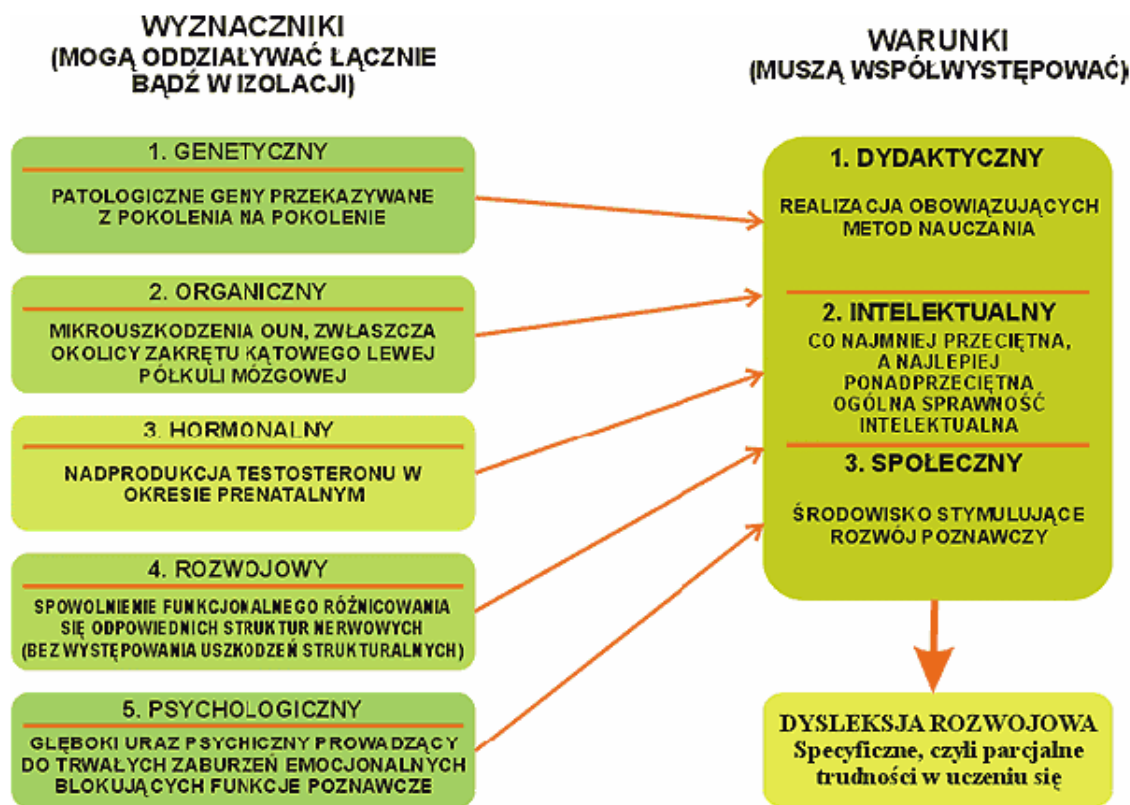 WYZNACZNIKI
(MOGĄ ODDZIAŁYWAĆ ŁĄCZNIE
BĄDŹ W IZOLACJI)
1. GENETYCZNY
PATOLOGICZNE GENY PRZEKAZYWANE
Z POKOLENIA NA POKOLENIE
2. ORGANICZNY
MIKROUSZKODZENIA OUN, ZWŁASZCZA
OKOLICY ZAKRĘTU KĄTOWEGO LEWEJ
PÓŁKULI MÓZGOWEJ
3. HORMONALNY
NADPRODUKCJA TESTOSTERONU W
OKRESIE PRENATALNYM
4. ROZWOJOWY
SPOWOLNIENIE FUNKCJONALNEGO RÓŻNICOWANIA
SIĘ ODPOWIEDNICH STRUKTUR NERWOWYCH
(BEZ WYSTĘPOWANIA USZKODZEŃ STRUKTURALNYCH)
5. PSYCHOLOGICZNY
GŁĘBOKI URAZ PSYCHICZNY PROWADZĄCY
DO TRWAŁYCH ZABURZEŃ EMOCJONALNYCH
BLOKUJĄCYCH FUNKCJE POZNAWCZE
WARUNKI
(MUSZĄ WSPÓŁWYSTĘPOWAĆ)
1. DYDAKTYCZNY
REALIZACJA OBOWIĄZUJĄCYCH
METOD NAUCZANIA
2. INTELEKTUALNY
CO NAJMNIEJ PRZECIĘTNA,
A NAJLEPIEJ
PONADPRZECIĘTNA
OGÓLNA SPRAWNOŚĆ
INTELEKTUALNA
3. SPOŁECZNY
ŚRODOWISKO STYMULUJĄCE
ROZWÓJ POZNAWCZY
DYSLEKSJA ROZWOJOWA
Specyficzne, czyli parcjalne
trudności w uczeniu się